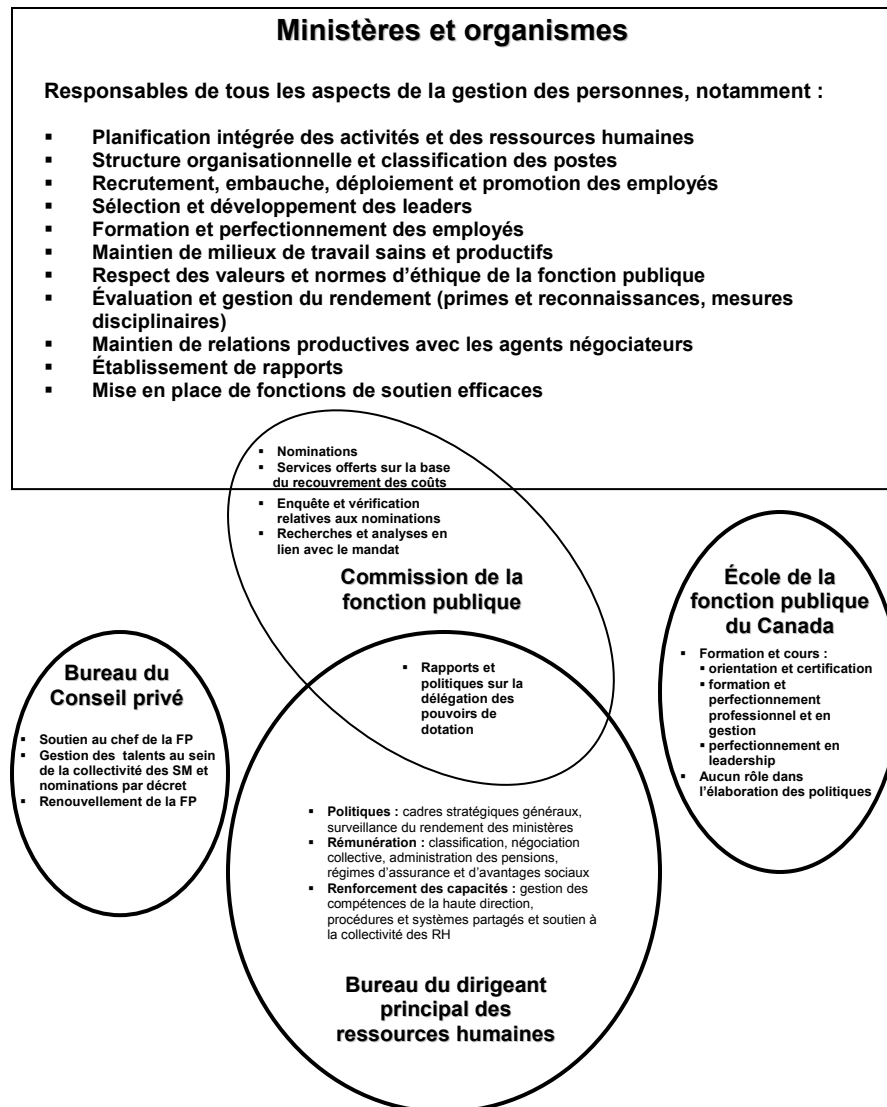 Ministères et organismes
Responsables de tous les aspects de la gestion des personnes, notamment :
▪ Planification intégrée des activités et des ressources humaines
▪ Structure organisationnelle et classification des postes
▪ Recrutement, embauche, déploiement et promotion des employés
▪ Sélection et développement des leaders
▪ Formation et perfectionnement des employés
▪ Maintien de milieux de travail sains et productifs
▪ Respect des valeurs et normes d’éthique de la fonction publique
▪ Évaluation et gestion du rendement (primes et reconnaissances, mesures
disciplinaires)
▪ Maintien de relations productives avec les agents négociateurs
▪ Établissement de rapports
▪ Mise en place de fonctions de soutien efficaces
▪ Nominations
▪ Services offerts sur la base
du recouvrement des coûts
▪ Enquête et vérification
relatives aux nominations
▪ Recherches et analyses en
lien avec le mandat
Commission de la
fonction publique
École de la
fonction publique
du Canada
▪ Formation et cours :
▪ orientation et certification
▪ formation et
perfectionnement
professionnel et en
gestion
▪ perfectionnement en
leadership
▪ Aucun rôle dans
l’élaboration des politiques
Bureau du
Conseil privé
▪ Soutien au chef de la FP
▪ Gestion des talents au sein
de la collectivité des SM et
nominations par décret
▪ Renouvellement de la FP
▪ Rapports et
politiques sur la
délégation des
pouvoirs de
dotation
▪ Politiques : cadres stratégiques généraux,
surveillance du rendement des ministères
▪ Rémunération : classification, négociation
collective, administration des pensions,
régimes d’assurance et d’avantages sociaux
▪ Renforcement des capacités : gestion des
compétences de la haute direction,
procédures et systèmes partagés et soutien à
la collectivité des RH
Bureau du dirigeant
principal des
ressources humaines